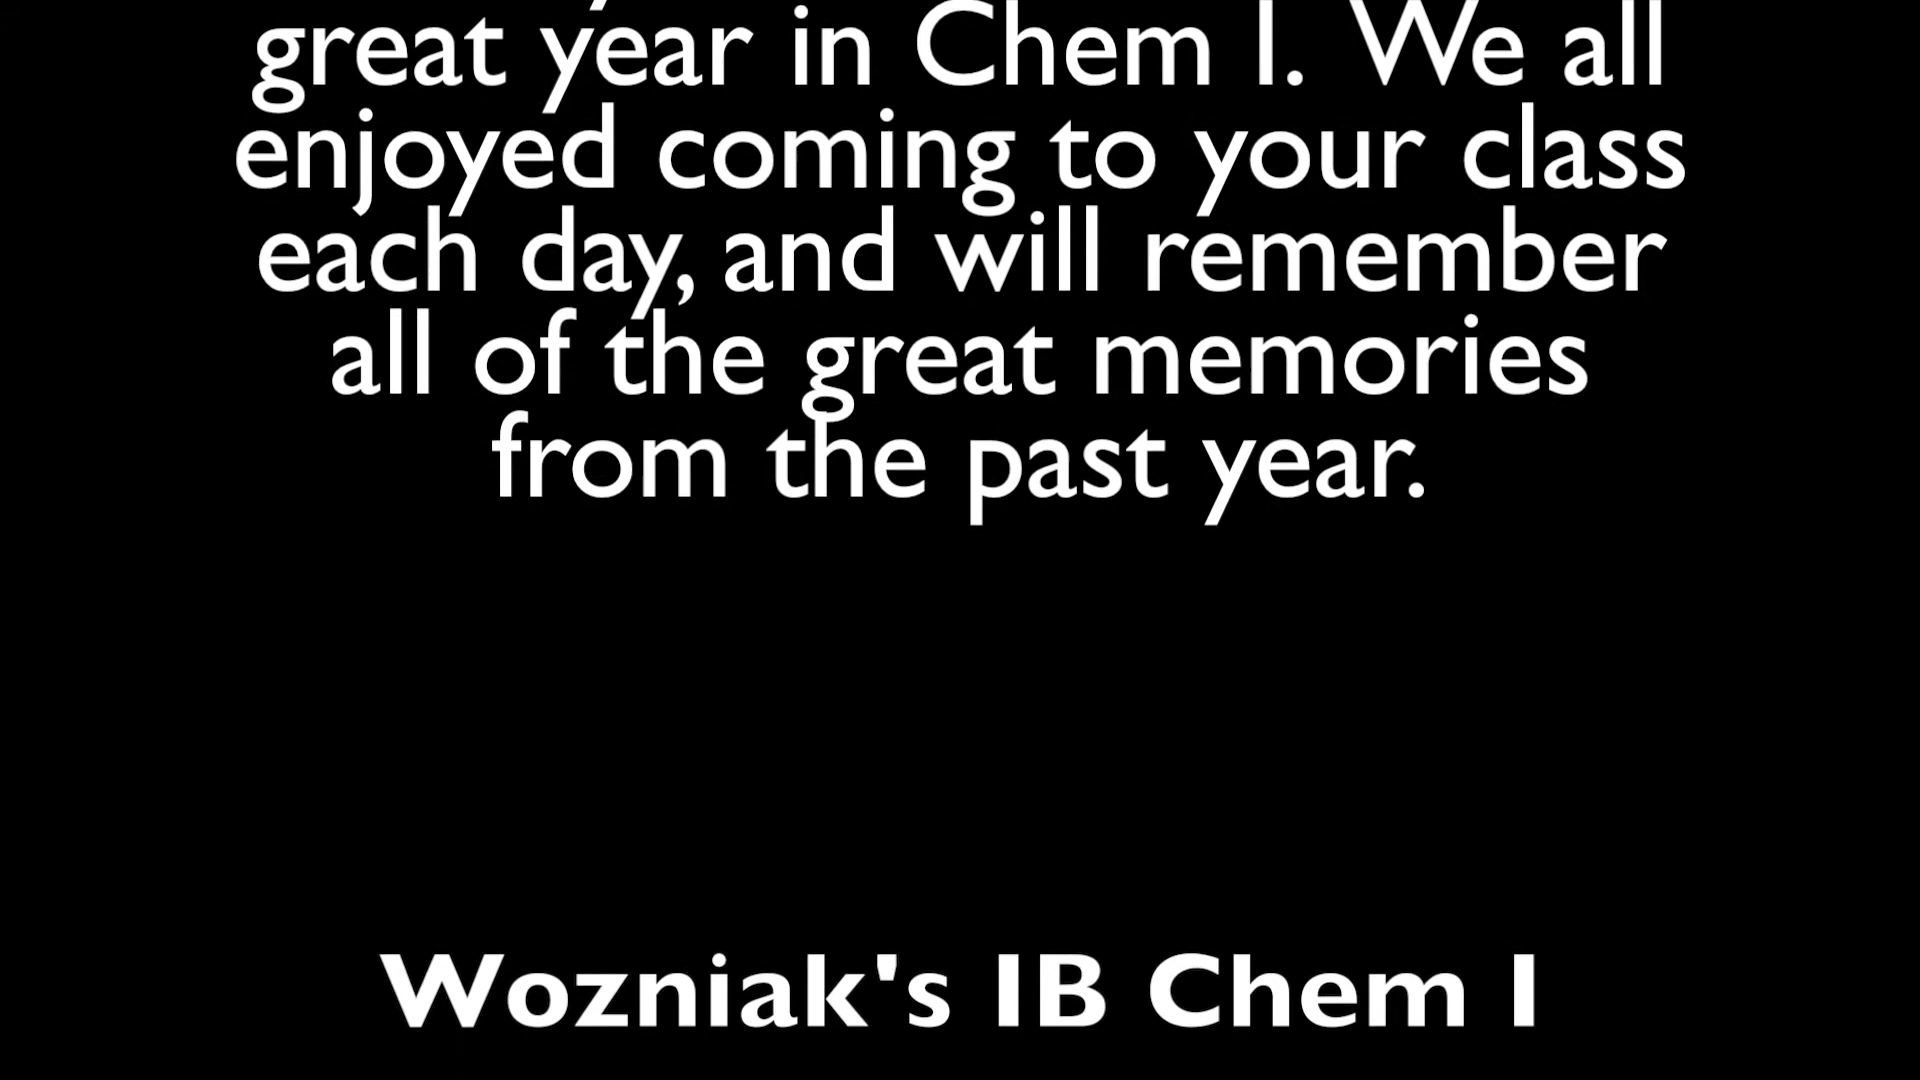 great year in Chem I. We all
enjoyed coming to your class
each day, and will remember
all of the great memories
from the past year.
Wozniak's IB Chem I